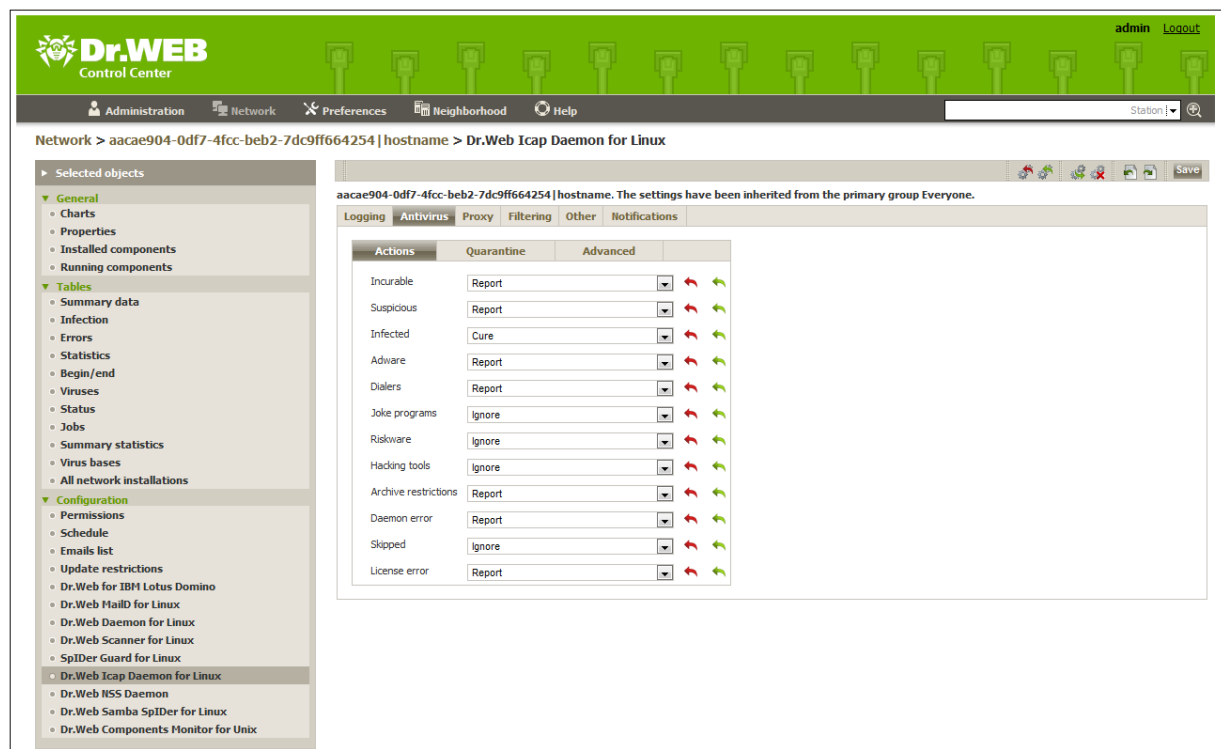 admin Logout
Dr.WEB
Control Center
Administration Network Preferences Neighborhood Help Station
Network > aacae904-0df7-4fcc-beb2-7dc9ff664254|hostname > Dr.Web Icap Daemon for Linux
Selected objects
General
Charts
Properties
Installed components
Running components
Tables
Summary data
Infection
Errors
Statistics
Begin/end
Viruses
Status
Jobs
Summary statistics
Virus bases
All network installations
Configuration
Permissions
Schedule
Emails list
Update restrictions
Dr.Web for IBM Lotus Domino
Dr.Web MailD for Linux
Dr.Web Daemon for Linux
Dr.Web Scanner for Linux
SpIDer Guard for Linux
Dr.Web Icap Daemon for Linux
Dr.Web NSS Daemon
Dr.Web Samba SpIDer for Linux
Dr.Web Components Monitor for Unix
Save
aacae904-0df7-4fcc-beb2-7dc9ff664254|hostname. The settings have been inherited from the primary group Everyone.
Logging Antivirus Proxy Filtering Other Notifications
Actions Quarantine Advanced
Incurable Report
Suspicious Report
Infected Cure
Adware Report
Dialers Report
Joke programs Ignore
Riskware Ignore
Hacking tools Ignore
Archive restrictions Report
Daemon error Report
Skipped Ignore
License error Report